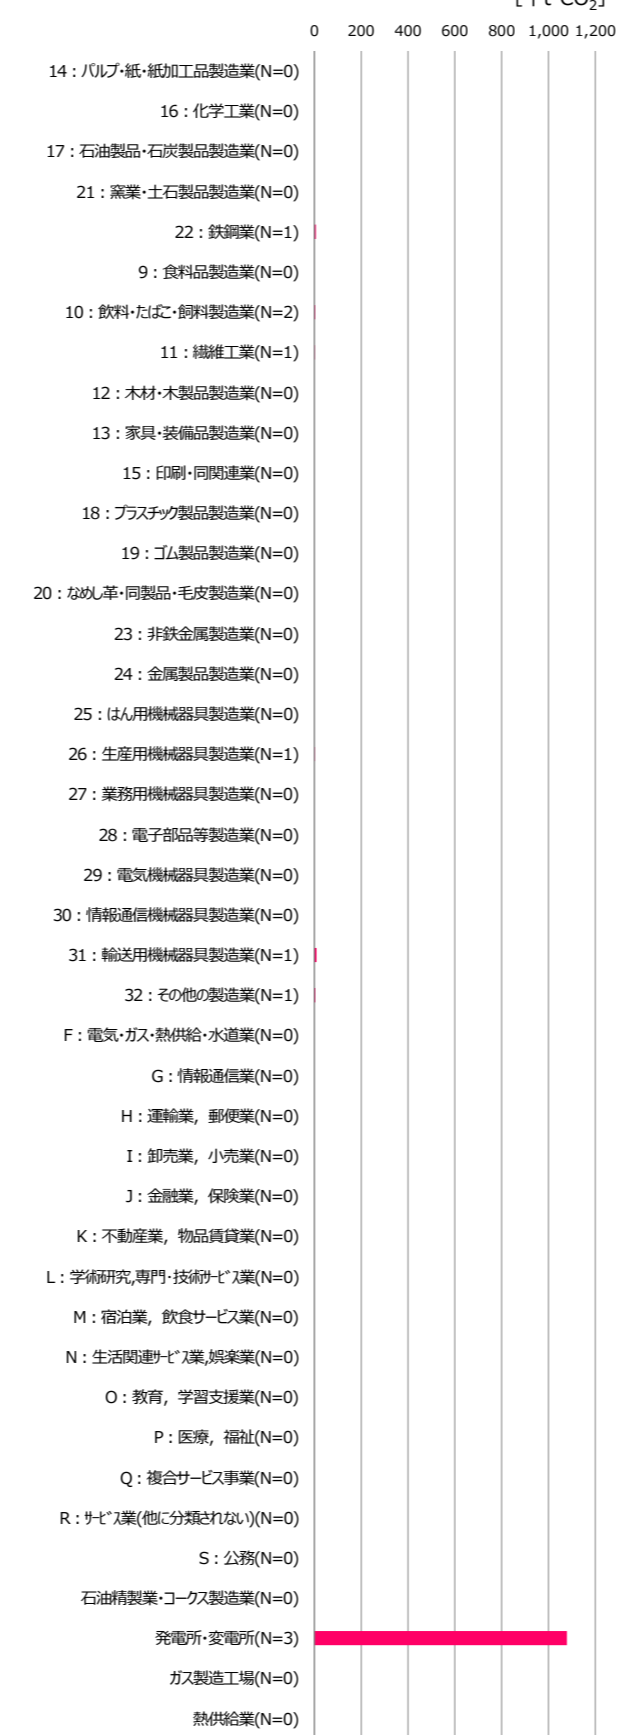 [千t-CO2]
0 200 400 600 800 1,000 1,200
14：パルプ・紙・紙加工品製造業(N=0)
16：化学工業(N=0)
17：石油製品・石炭製品製造業(N=0)
21：窯業・土石製品製造業(N=0)
22：鉄鋼業(N=1)
9：食料品製造業(N=0)
10：飲料・たばこ・飼料製造業(N=2)
11：繊維工業(N=1)
12：木材・木製品製造業(N=0)
13：家具・装備品製造業(N=0)
15：印刷・同関連業(N=0)
18：プラスチック製品製造業(N=0)
19：ゴム製品製造業(N=0)
20：なめし革・同製品・毛皮製造業(N=0)
23：非鉄金属製造業(N=0)
24：金属製品製造業(N=0)
25：はん用機械器具製造業(N=0)
26：生産用機械器具製造業(N=1)
27：業務用機械器具製造業(N=0)
28：電子部品等製造業(N=0)
29：電気機械器具製造業(N=0)
30：情報通信機械器具製造業(N=0)
31：輸送用機械器具製造業(N=1)
32：その他の製造業(N=1)
F：電気・ガス・熱供給・水道業(N=0)
G：情報通信業(N=0)
H：運輸業，郵便業(N=0)
I：卸売業，小売業(N=0)
J：金融業，保険業(N=0)
K：不動産業，物品賃貸業(N=0)
L：学術研究,専門・技術ｻｰﾋﾞｽ業(N=0)
M：宿泊業，飲食サービス業(N=0)
N：生活関連ｻｰﾋﾞｽ業,娯楽業(N=0)
O：教育，学習支援業(N=0)
P：医療，福祉(N=0)
Q：複合サービス事業(N=0)
R：ｻｰﾋﾞｽ業(他に分類されない)(N=0)
S：公務(N=0)
石油精製業・コークス製造業(N=0)
発電所・変電所(N=3)
ガス製造工場(N=0)
熱供給業(N=0)